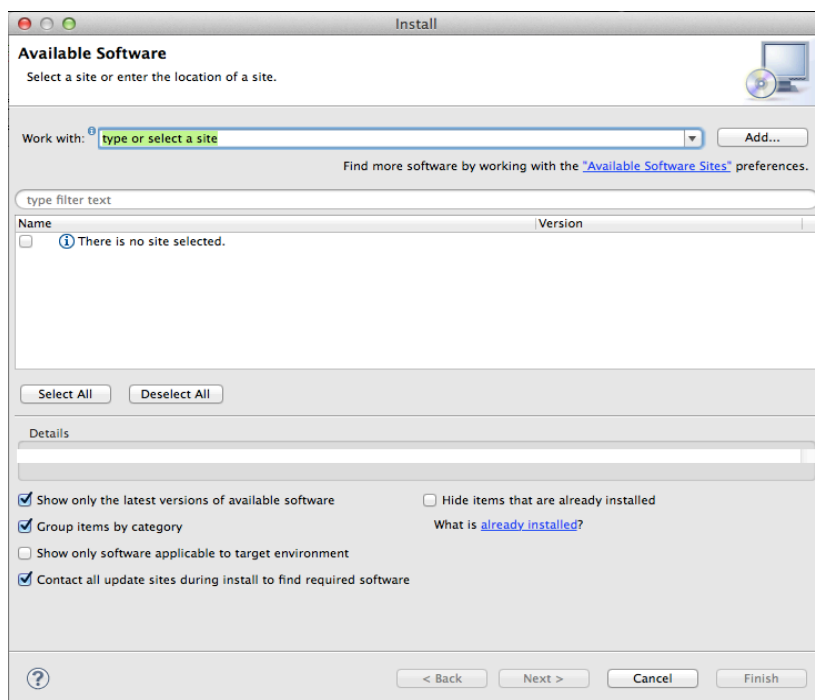 Install
Available Software
Select a site or enter the location of a site.
Work with: type or select a site Add...
Find more software by working with the "Available Software Sites" preferences.
type filter text
Name Version
There is no site selected.
Select All Deselect All
Details
Show only the latest versions of available software Hide items that are already installed
Group items by category What is already installed?
Show only software applicable to target environment
Contact all update sites during install to find required software
? < Back Next > Cancel Finish